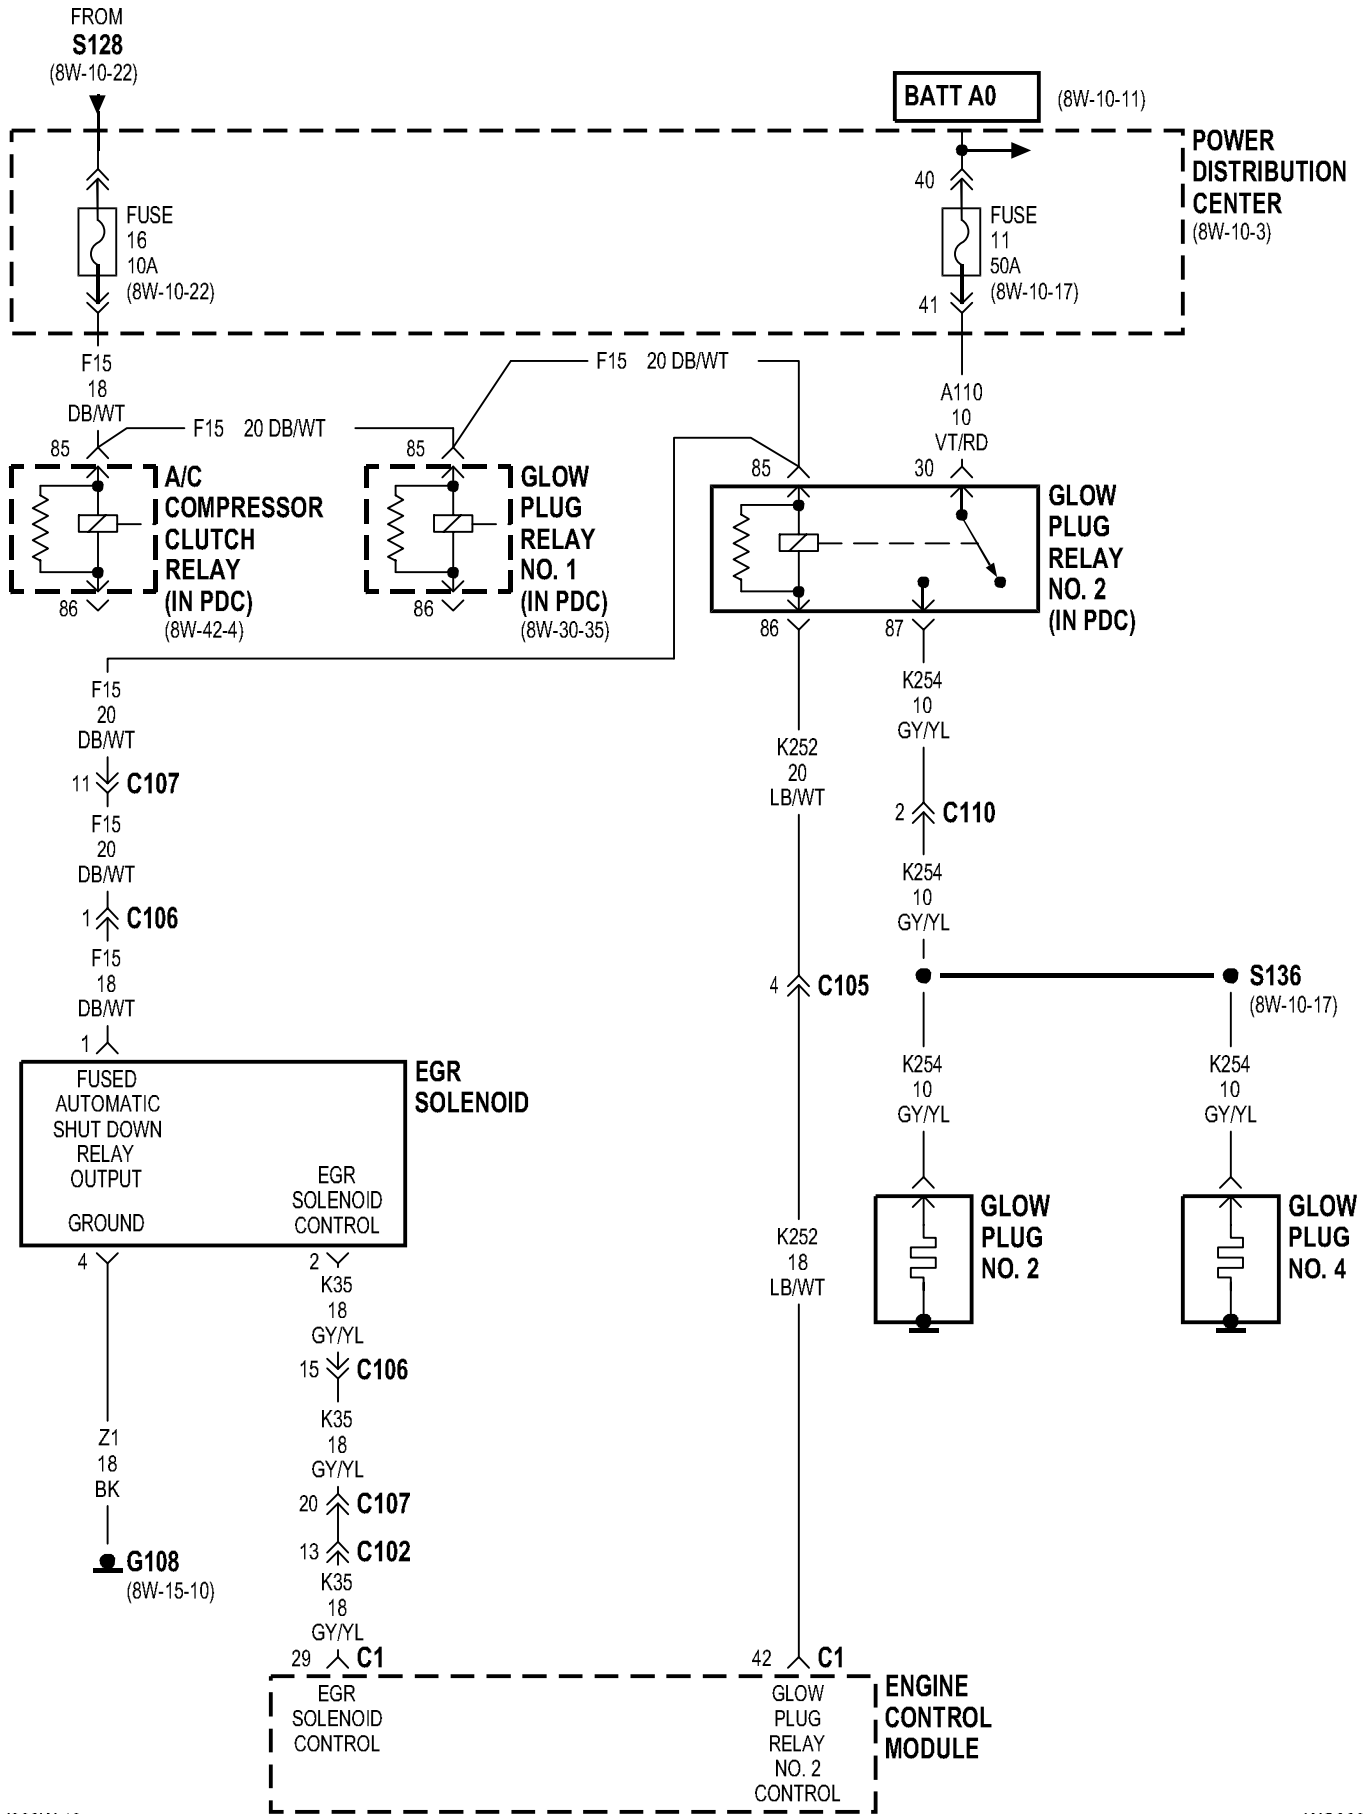 FROM
S128
(8W-10-22)
BATT A0
(8W-10-11)
POWER
DISTRIBUTION
CENTER
(8W-10-3)
40
FUSE
16
10A
(8W-10-22)
FUSE
11
50A
(8W-10-17)
41
F15
18
DB/WT
F15 20 DB/WT
F15 20 DB/WT
A110
10
VT/RD
85
A/C
COMPRESSOR
CLUTCH
RELAY
(IN PDC)
(8W-42-4)
86
85
GLOW
PLUG
RELAY
NO. 1
(IN PDC)
(8W-30-35)
86
85
30
GLOW
PLUG
RELAY
NO. 2
(IN PDC)
86
87
F15
20
DB/WT
11
C107
F15
20
DB/WT
1
C106
F15
18
DB/WT
1
K252
20
LB/WT
K254
10
GY/YL
2
C110
K254
10
GY/YL
4
C105
S136
(8W-10-17)
K254
10
GY/YL
K254
10
GY/YL
FUSED
AUTOMATIC
SHUT DOWN
RELAY
OUTPUT
GROUND
EGR
SOLENOID
CONTROL
EGR
SOLENOID
GLOW
PLUG
NO. 2
GLOW
PLUG
NO. 4
4
2
K35
18
GY/YL
15
C106
K35
18
GY/YL
20
C107
13
C102
K35
18
GY/YL
29
C1
K252
18
LB/WT
Z1
18
BK
G108
(8W-15-10)
42
C1
EGR
SOLENOID
CONTROL
GLOW
PLUG
RELAY
NO. 2
CONTROL
ENGINE
CONTROL
MODULE